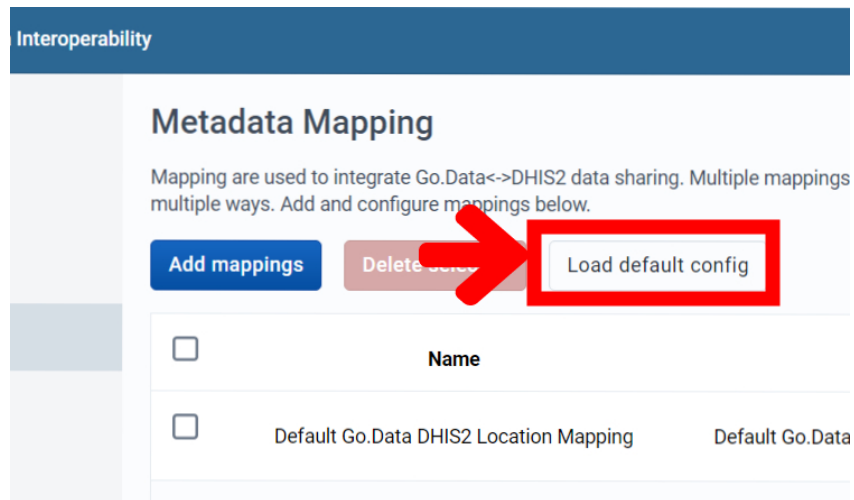 Interoperability
Metadata Mapping
Mapping are used to integrate Go.Data<->DHIS2 data sharing. Multiple mappings
multiple ways. Add and configure mappings below.
Add mappings
Delete
Load default config
Name
Default Go.Data DHIS2 Location Mapping
Default Go.Data